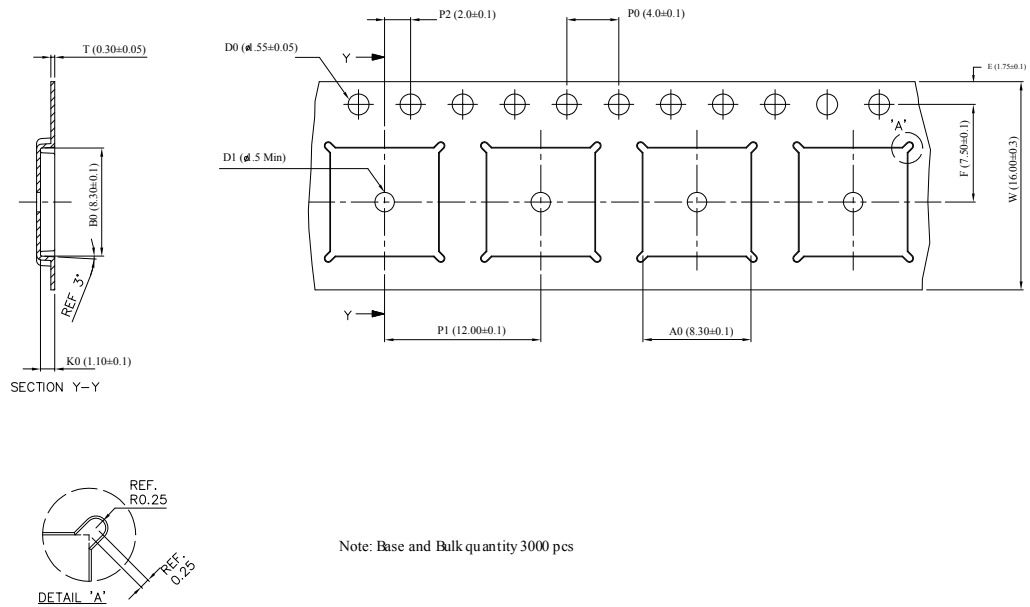 P2 (2.0±0.1)
P0 (4.0±0.1)
T (0.30±0.05)
D0 (ø1.55±0.05)
Y
E (1.75±0.1)
'A'
D1 (ø1.5 Min)
B0 (8.30±0.1)
F (7.50±0.1)
W (16.00±0.3)
REF 3°
Y
P1 (12.00±0.1)
A0 (8.30±0.1)
K0 (1.10±0.1)
SECTION Y-Y
REF.
R0.25
REF.
0.25
DETAIL 'A'
Note: Base and Bulk quantity 3000 pcs